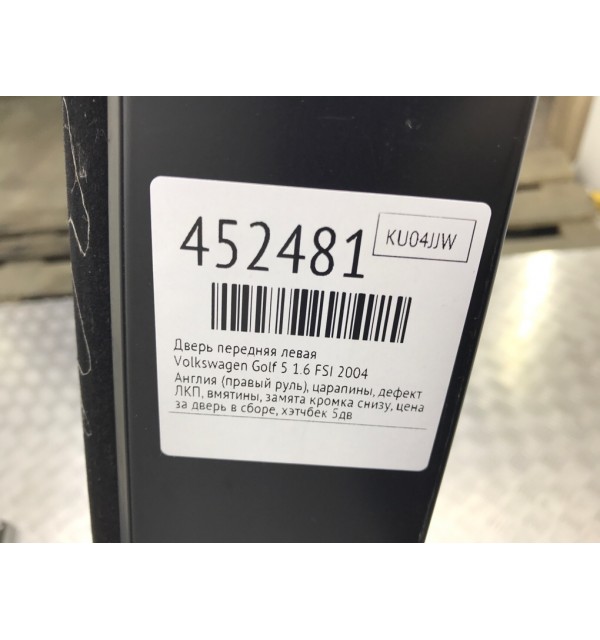 452481
KU04JJW
Дверь передняя левая
Volkswagen Golf 5 1.6 FSI 2004
Англия (правый руль), царапины, дефект
ЛКП, вмятины, замята кромка снизу, цена
за дверь в сборе, хэтчбек 5дв